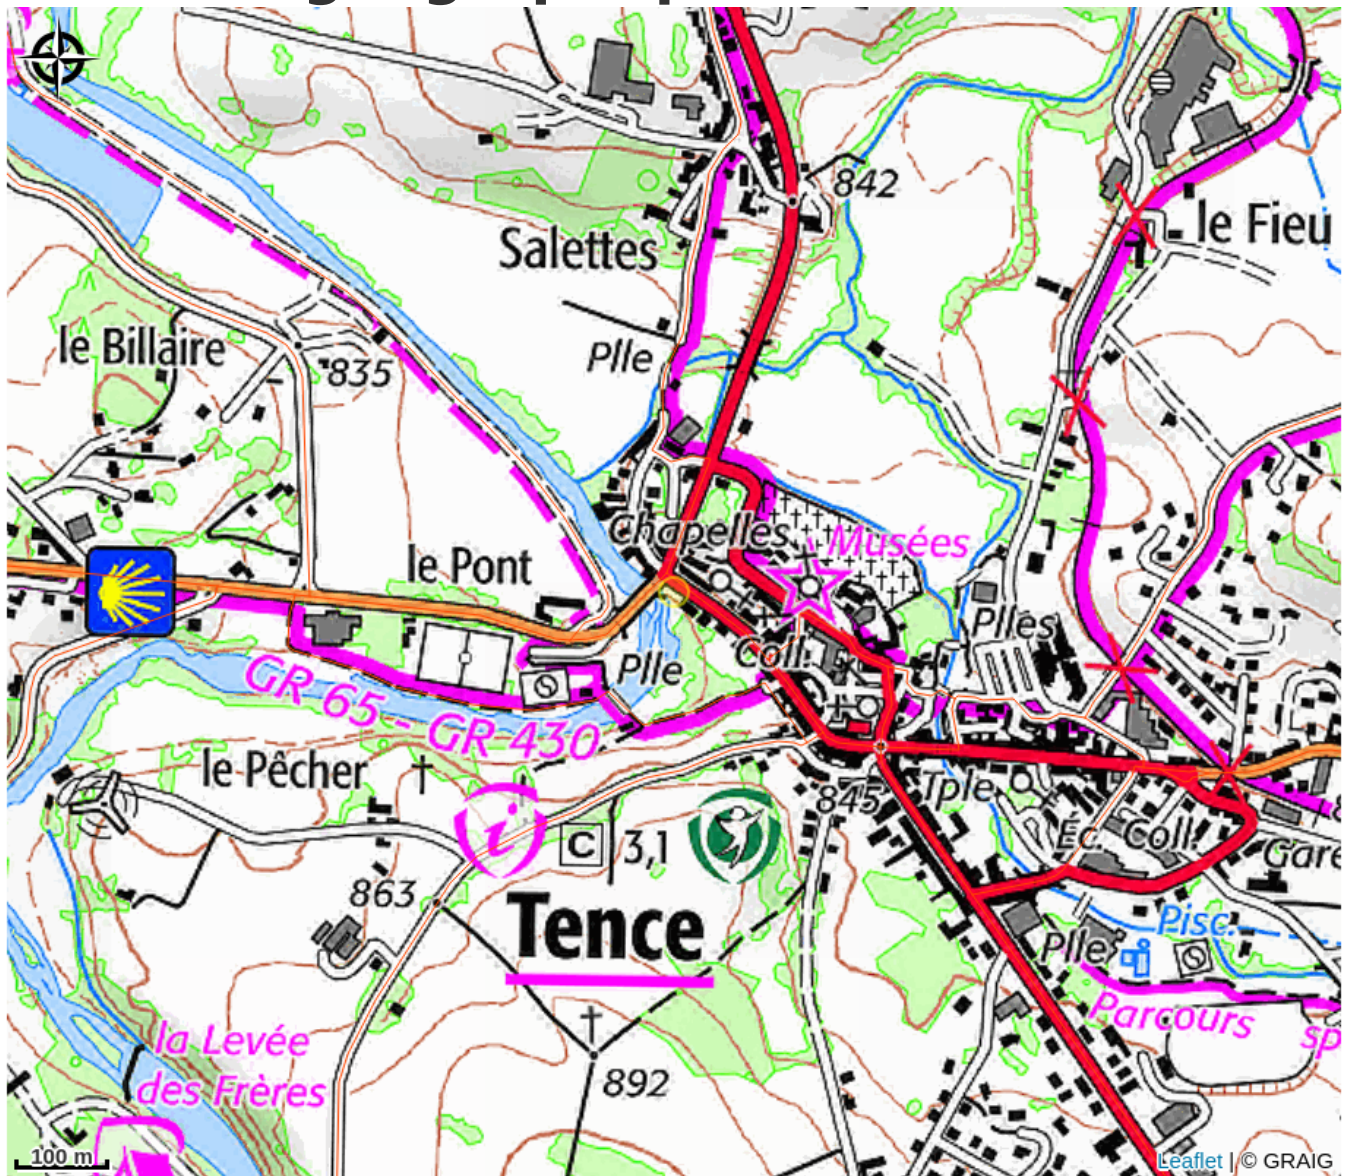 842
le Fieu
Salettes
Plle
le Billaire
835
Chapelles
Musées
le Pont
Plles
Coll.
Plle
GR 65 - GR 430
le Pêcher
845
Tple
C 3,1
Éc. Coll.
Gare
863
Tence
Pisc.
Plle
Parcours
sp
la Levée
des Frères
892
100 m
Leaflet | © GRAIG